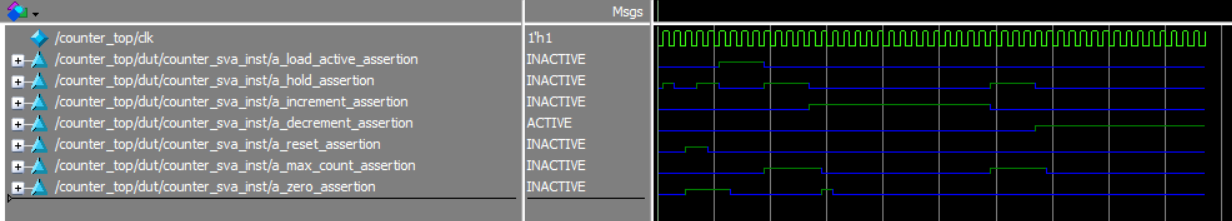 Msgs
/counter_top/clk 1'h1
/counter_top/dut/counter_sva_inst/a_load_active_assertion INACTIVE
/counter_top/dut/counter_sva_inst/a_hold_assertion INACTIVE
/counter_top/dut/counter_sva_inst/a_increment_assertion INACTIVE
/counter_top/dut/counter_sva_inst/a_decrement_assertion ACTIVE
/counter_top/dut/counter_sva_inst/a_reset_assertion INACTIVE
/counter_top/dut/counter_sva_inst/a_max_count_assertion INACTIVE
/counter_top/dut/counter_sva_inst/a_zero_assertion INACTIVE